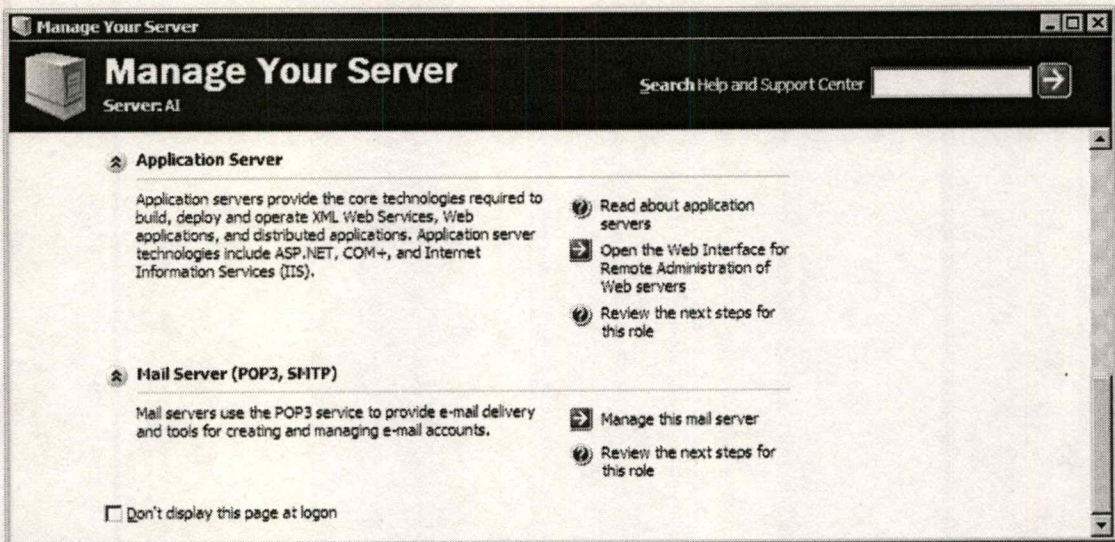 Manage Your Server
Manage Your Server
Server: AI
Search Help and Support Center
Application Server
Application servers provide the core technologies required to
build, deploy and operate XML Web Services, Web
applications, and distributed applications. Application server
technologies include ASP.NET, COM+, and Internet
Information Services (IIS).
Read about application
servers
Open the Web Interface for
Remote Administration of
Web servers
Review the next steps for
this role
Mail Server (POP3, SMTP)
Mail servers use the POP3 service to provide e-mail delivery
and tools for creating and managing e-mail accounts.
Manage this mail server
Review the next steps for
this role
Don't display this page at logon